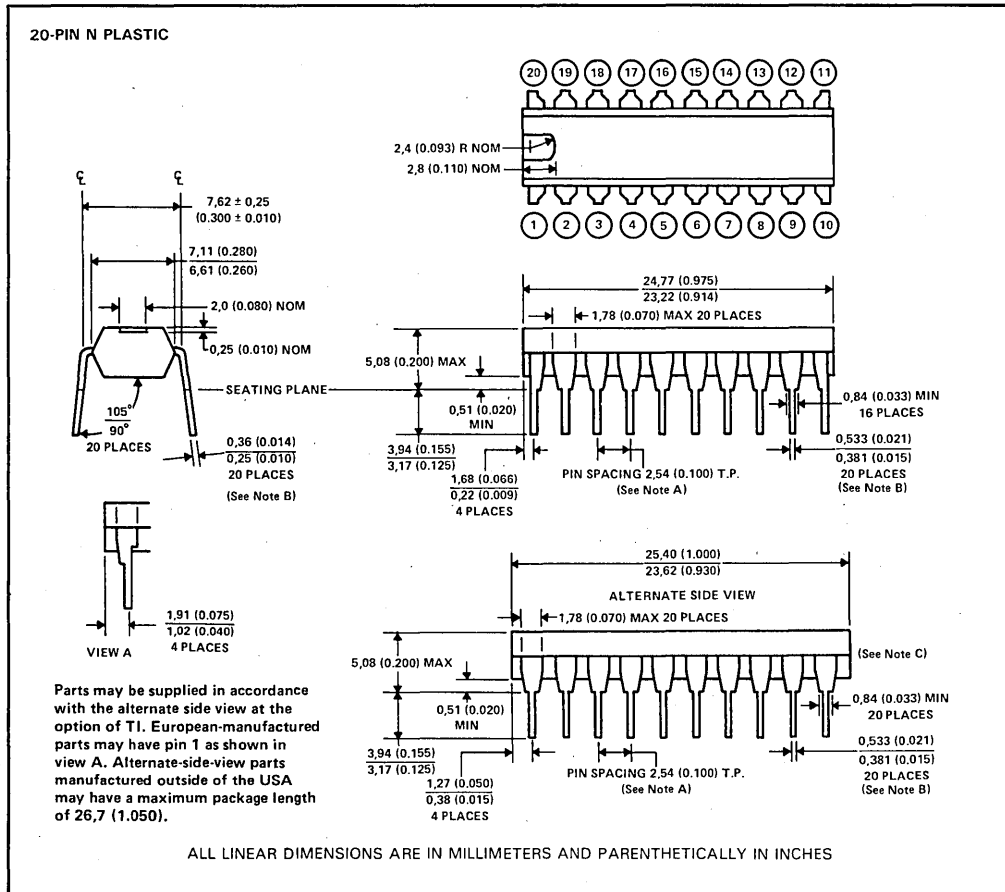 20-PIN N PLASTIC
20 19 18 17 16 15 14 13 12 11
2,4 (0.093) R NOM
2,8 (0.110) NOM
1 2 3 4 5 6 7 8 9 10
℄ ℄
7,62 ± 0,25
(0.300 ± 0.010)
7,11 (0.280)
6,61 (0.260)
2,0 (0.080) NOM
0,25 (0.010) NOM
SEATING PLANE
105°
90°
20 PLACES
0,36 (0.014)
0,25 (0.010)
20 PLACES
(See Note B)
24,77 (0.975)
23,22 (0.914)
1,78 (0.070) MAX 20 PLACES
5,08 (0.200) MAX
0,51 (0.020)
MIN
3,94 (0.155)
3,17 (0.125)
1,68 (0.066)
0,22 (0.009)
4 PLACES
PIN SPACING 2,54 (0.100) T.P.
(See Note A)
0,84 (0.033) MIN
16 PLACES
0,533 (0.021)
0,381 (0.015)
20 PLACES
(See Note B)
1,91 (0.075)
1,02 (0.040)
4 PLACES
VIEW A
25,40 (1.000)
23,62 (0.930)
ALTERNATE SIDE VIEW
1,78 (0.070) MAX 20 PLACES
5,08 (0.200) MAX
(See Note C)
0,51 (0.020)
MIN
3,94 (0.155)
3,17 (0.125)
1,27 (0.050)
0,38 (0.015)
4 PLACES
PIN SPACING 2,54 (0.100) T.P.
(See Note A)
0,84 (0.033) MIN
20 PLACES
0,533 (0.021)
0,381 (0.015)
20 PLACES
(See Note B)
Parts may be supplied in accordance
with the alternate side view at the
option of TI. European-manufactured
parts may have pin 1 as shown in
view A. Alternate-side-view parts
manufactured outside of the USA
may have a maximum package length
of 26,7 (1.050).
ALL LINEAR DIMENSIONS ARE IN MILLIMETERS AND PARENTHETICALLY IN INCHES